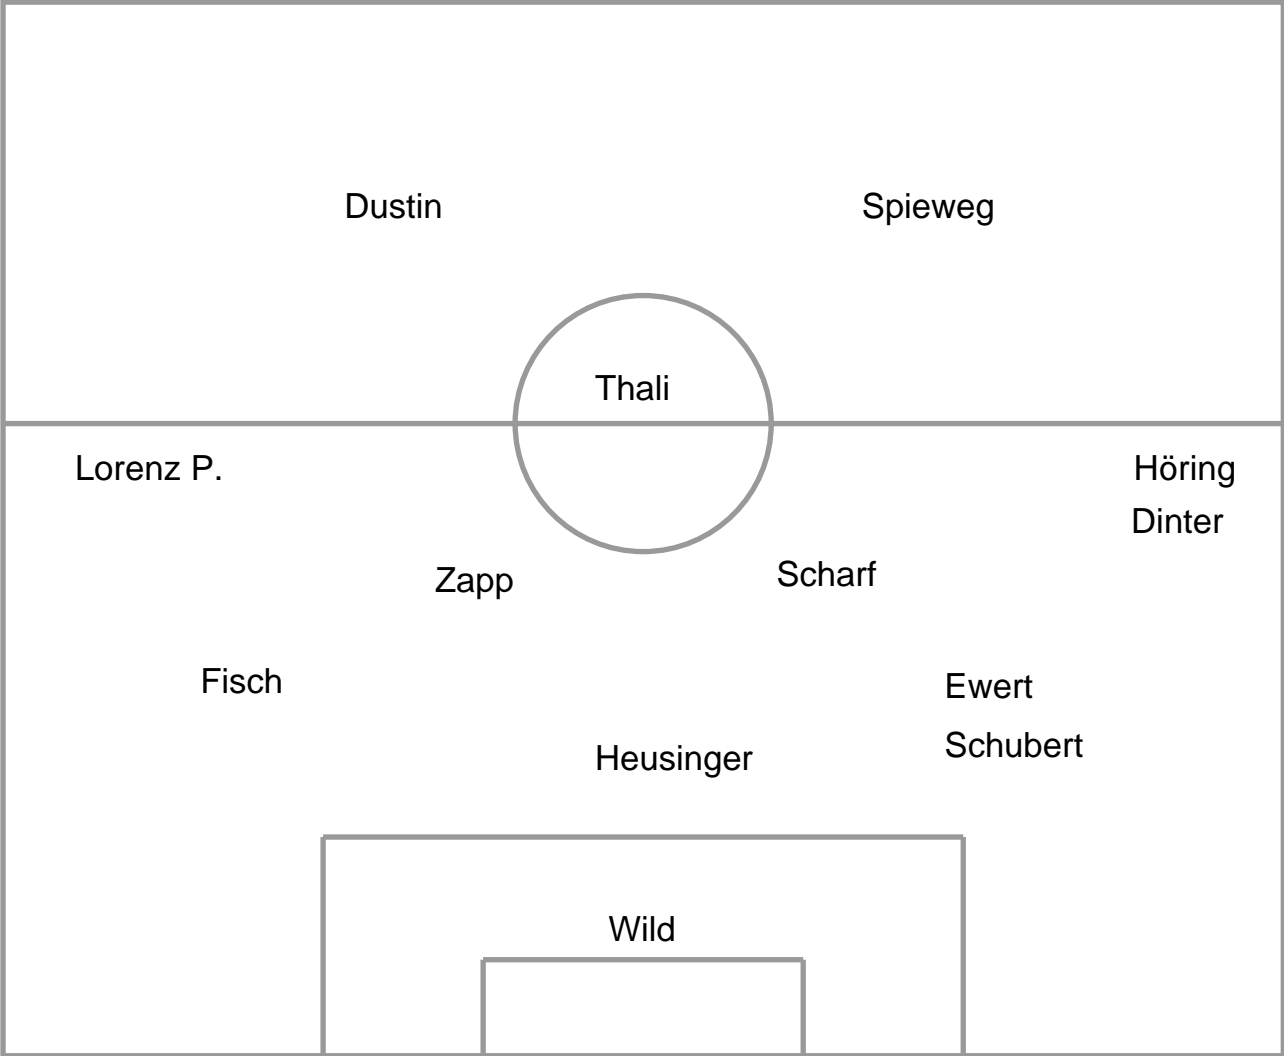 Dustin
Spieweg
Thali
Lorenz P.
Höring
Dinter
Zapp
Scharf
Fisch
Ewert
Schubert
Heusinger
Wild